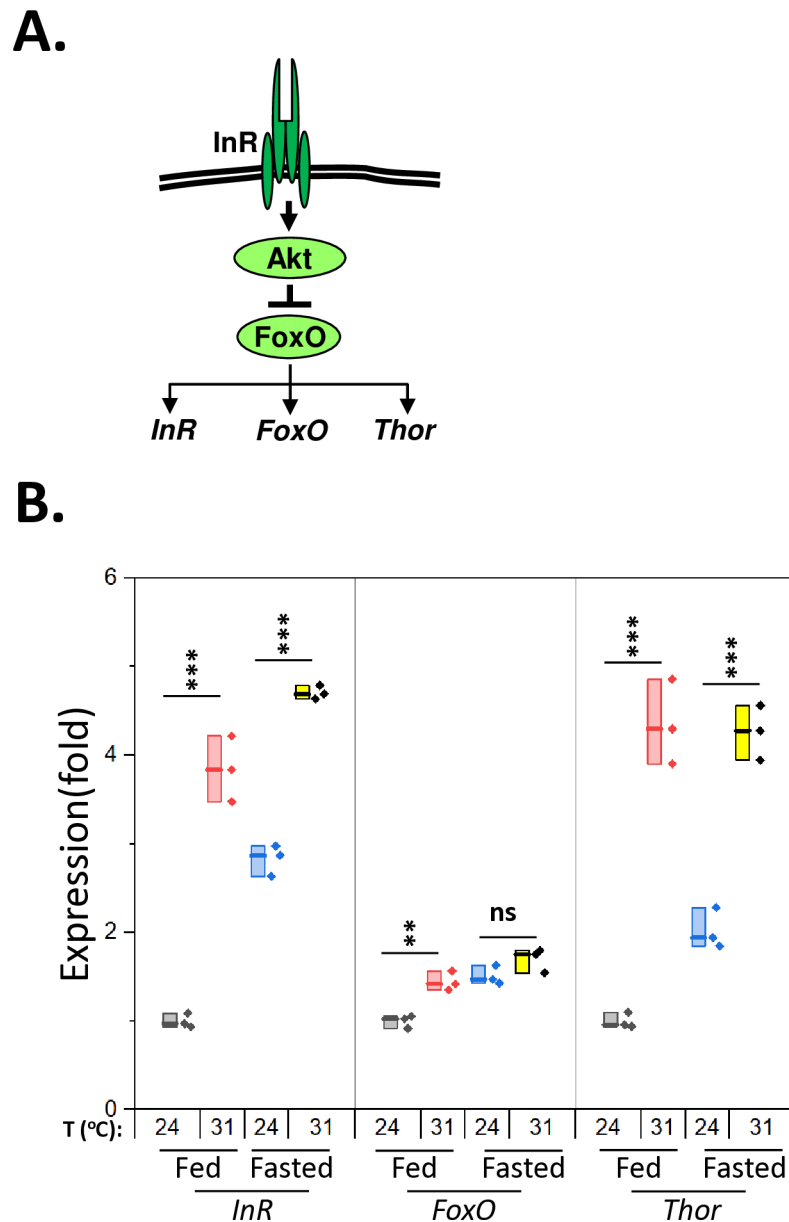 A.
InR
Akt
FoxO
InR FoxO Thor
B.
6
4
2
0
Expression(fold)
***
***
**
ns
***
***
T (ºC): 24 31 24 31 24 31 24 31 24 31 24 31
Fed Fasted Fed Fasted Fed Fasted
InR FoxO Thor